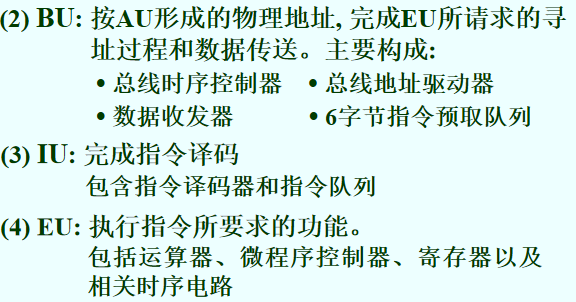 (2) BU: 按AU形成的物理地址, 完成EU所请求的寻
址过程和数据传送。主要构成:
• 总线时序控制器 • 总线地址驱动器
• 数据收发器 • 6字节指令预取队列
(3) IU: 完成指令译码
包含指令译码器和指令队列
(4) EU: 执行指令所要求的功能。
包括运算器、微程序控制器、寄存器以及
相关时序电路